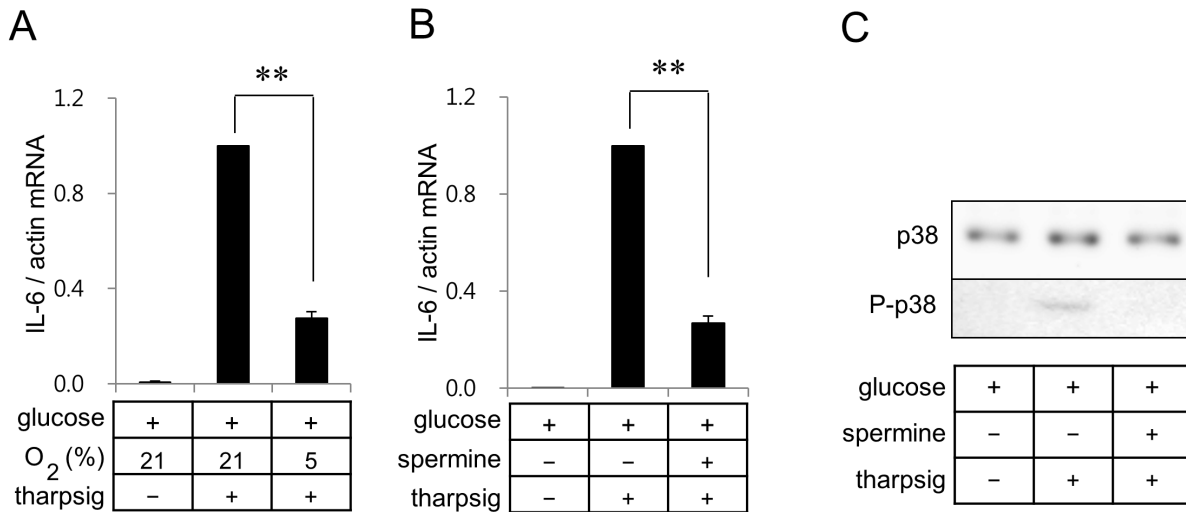 A
**
1.2
0.8
0.4
0.0
IL-6 / actin mRNA
glucose + + +
O2 (%) 21 21 5
tharpsig − + +
B
**
1.2
0.8
0.4
0.0
IL-6 / actin mRNA
glucose + + +
spermine − − +
tharpsig − + +
C
p38
P-p38
glucose + + +
spermine − − +
tharpsig − + +